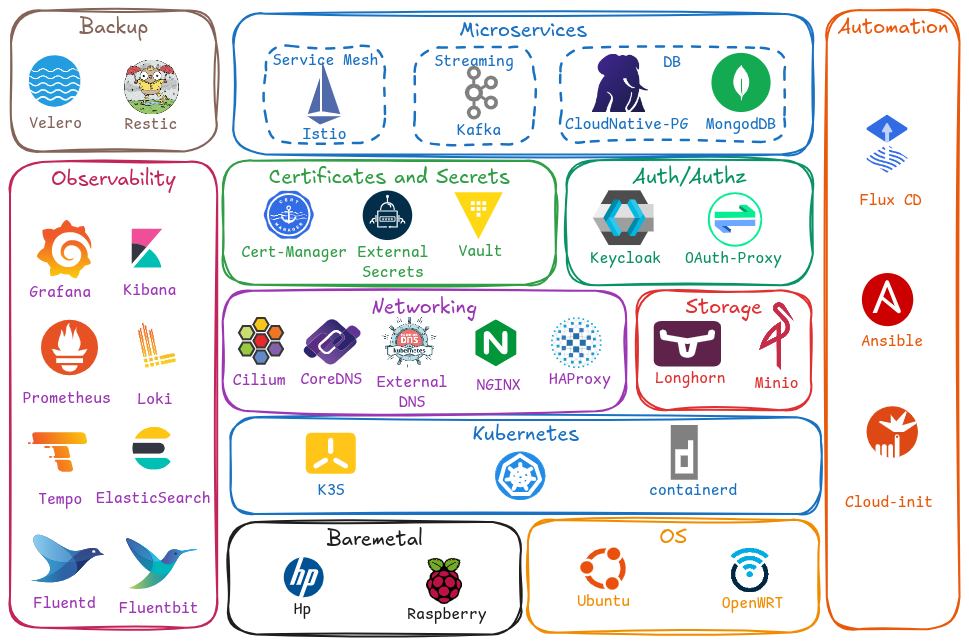 Backup
Velero
Restic
Microservices
Service Mesh
Istio
Streaming
Kafka
DB
CloudNative-PG
MongodDB
Automation
Flux CD
Ansible
Cloud-init
Observability
Grafana
Kibana
Prometheus
Loki
Tempo
ElasticSearch
Fluentd
Fluentbit
Certificates and Secrets
CERT
MANAGER
Cert-Manager
External
Secrets
Vault
Auth/Authz
Keycloak
OAuth-Proxy
Networking
Cilium
CoreDNS
DNS
kubernetes
External
DNS
N
NGINX
HAProxy
Storage
Longhorn
Minio
Kubernetes
K3S
d
containerd
Baremetal
hp
Hp
Raspberry
OS
Ubuntu
OpenWRT